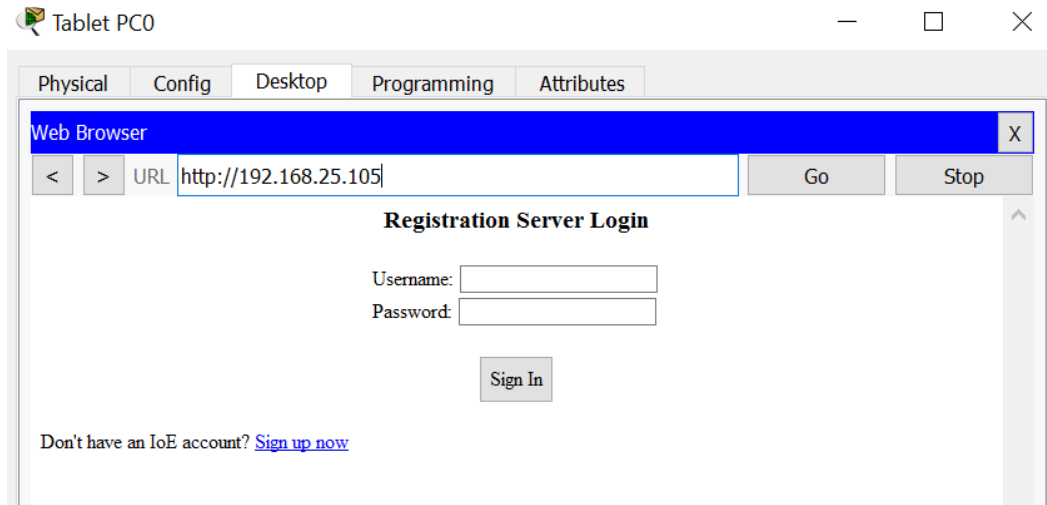 Tablet PC0
Physical Config Desktop Programming Attributes
Web Browser X
< > URL http://192.168.25.105 Go Stop
Registration Server Login
Username:
Password:
Sign In
Don't have an IoE account? Sign up now